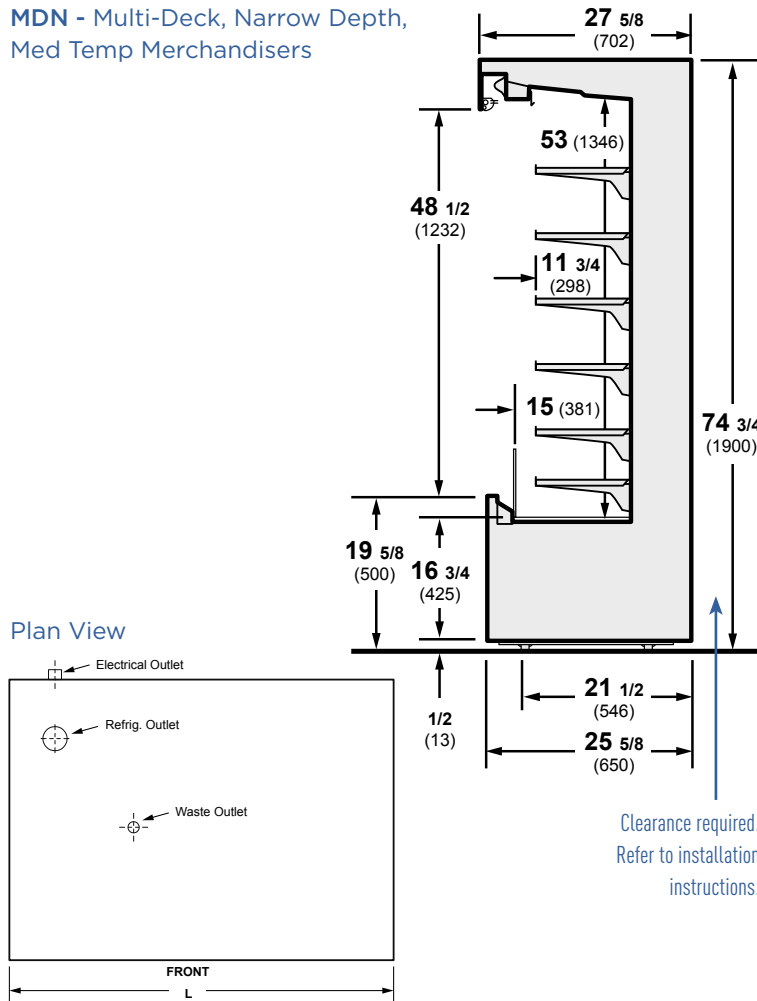 MDN - Multi-Deck, Narrow Depth,
Med Temp Merchandisers
27 5/8
(702)
53 (1346)
48 1/2
(1232)
11 3/4
(298)
15 (381)
74 3/4
(1900)
19 5/8
(500)
16 3/4
(425)
21 1/2
(546)
1/2
(13)
25 5/8
(650)
Clearance required.
Refer to installation
instructions.
Plan View
Electrical Outlet
Refrig. Outlet
Waste Outlet
FRONT
L